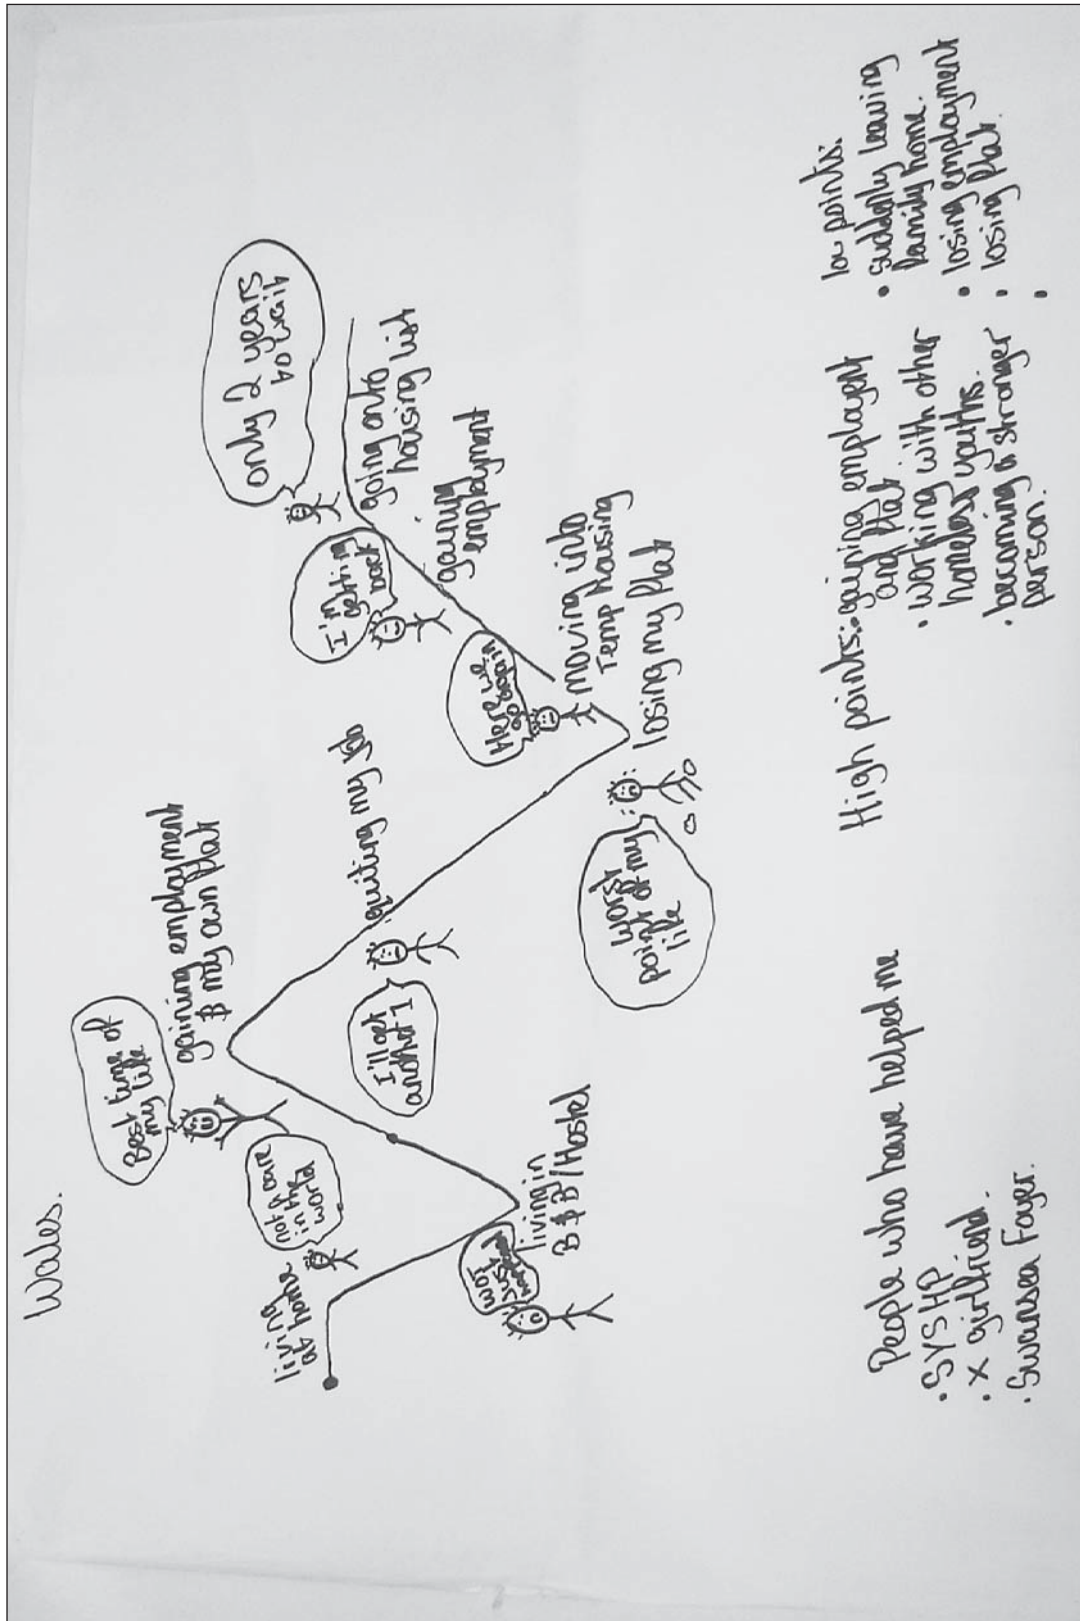 Wales.
living
at home
not a care
in the
world
Best time of
my life
gaining employment
& my own flat
wot
just
living in
B & B / Hostel
I'll get
quiting my job
worst
point of my
life
losing my flat
Here we
go again
moving into
Temp housing
I'm
getting
back
gaining
employment
only 2 years
to wait
going onto
housing list
People who have helped me
• SYSHP
• x girlfriend.
• Swansea Foyer.
High points: • gaining employent
and flat
• working with other
homeless youths.
• becoming a stronger
person.
low points:
• suddenly leaving
family home.
• losing employment
• losing flat.
•